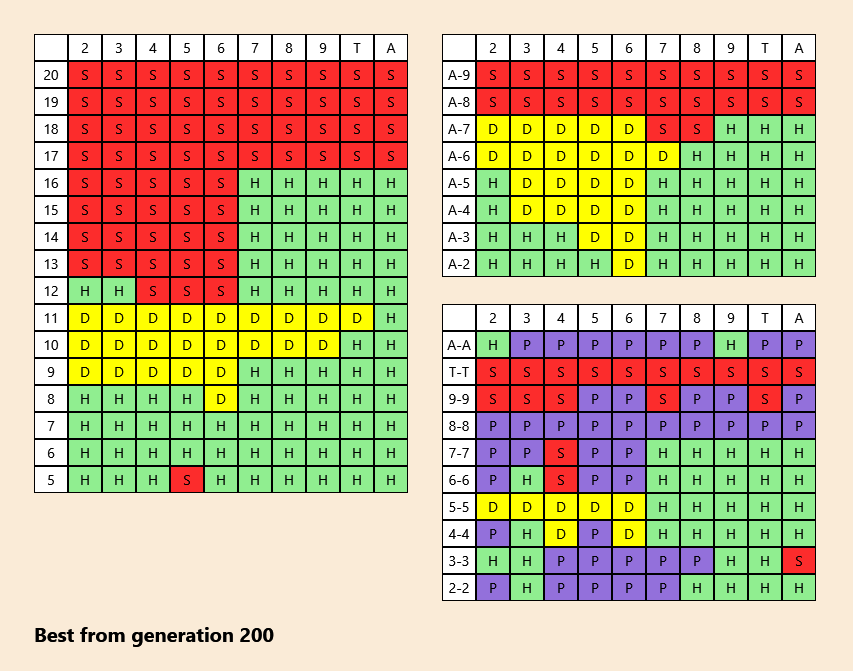 2 3 4 5 6 7 8 9 T A
20 S S S S S S S S S S
19 S S S S S S S S S S
18 S S S S S S S S S S
17 S S S S S S S S S S
16 S S S S S H H H H H
15 S S S S S H H H H H
14 S S S S S H H H H H
13 S S S S S H H H H H
12 H H S S S H H H H H
11 D D D D D D D D D H
10 D D D D D D D D H H
9 D D D D D H H H H H
8 H H H H D H H H H H
7 H H H H H H H H H H
6 H H H H H H H H H H
5 H H H S H H H H H H
2 3 4 5 6 7 8 9 T A
A-9 S S S S S S S S S S
A-8 S S S S S S S S S S
A-7 D D D D D S S H H H
A-6 D D D D D D H H H H
A-5 H D D D D H H H H H
A-4 H D D D D H H H H H
A-3 H H H D D H H H H H
A-2 H H H H D H H H H H
2 3 4 5 6 7 8 9 T A
A-A H P P P P P P H P P
T-T S S S S S S S S S S
9-9 S S S P P S P P S P
8-8 P P P P P P P P P P
7-7 P P S P P H H H H H
6-6 P H S P P H H H H H
5-5 D D D D D H H H H H
4-4 P H D P D H H H H H
3-3 H H P P P P P H H S
2-2 P H P P P P H H H H
Best from generation 200